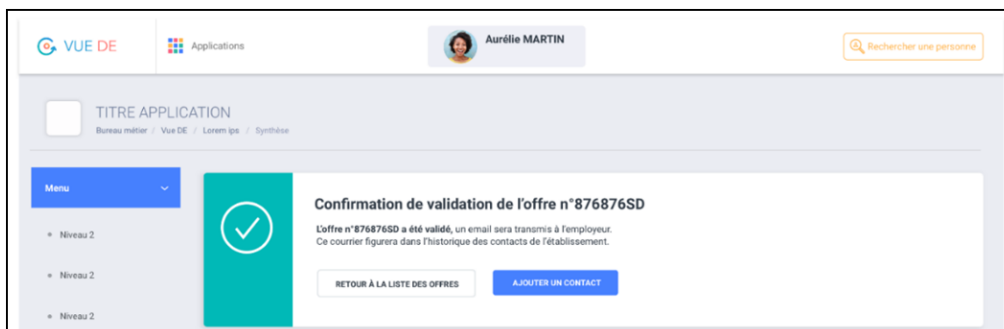 VUE DE
Applications
Aurélie MARTIN
Rechercher une personne
TITRE APPLICATION
Bureau métier / Vue DE / Lorem ips / Synthèse
Menu
Niveau 2
Niveau 2
Niveau 2
Confirmation de validation de l'offre n°876876SD
L'offre n°876876SD a été validé, un email sera transmis à l'employeur.
Ce courrier figurera dans l'historique des contacts de l'établissement.
RETOUR À LA LISTE DES OFFRES
AJOUTER UN CONTACT